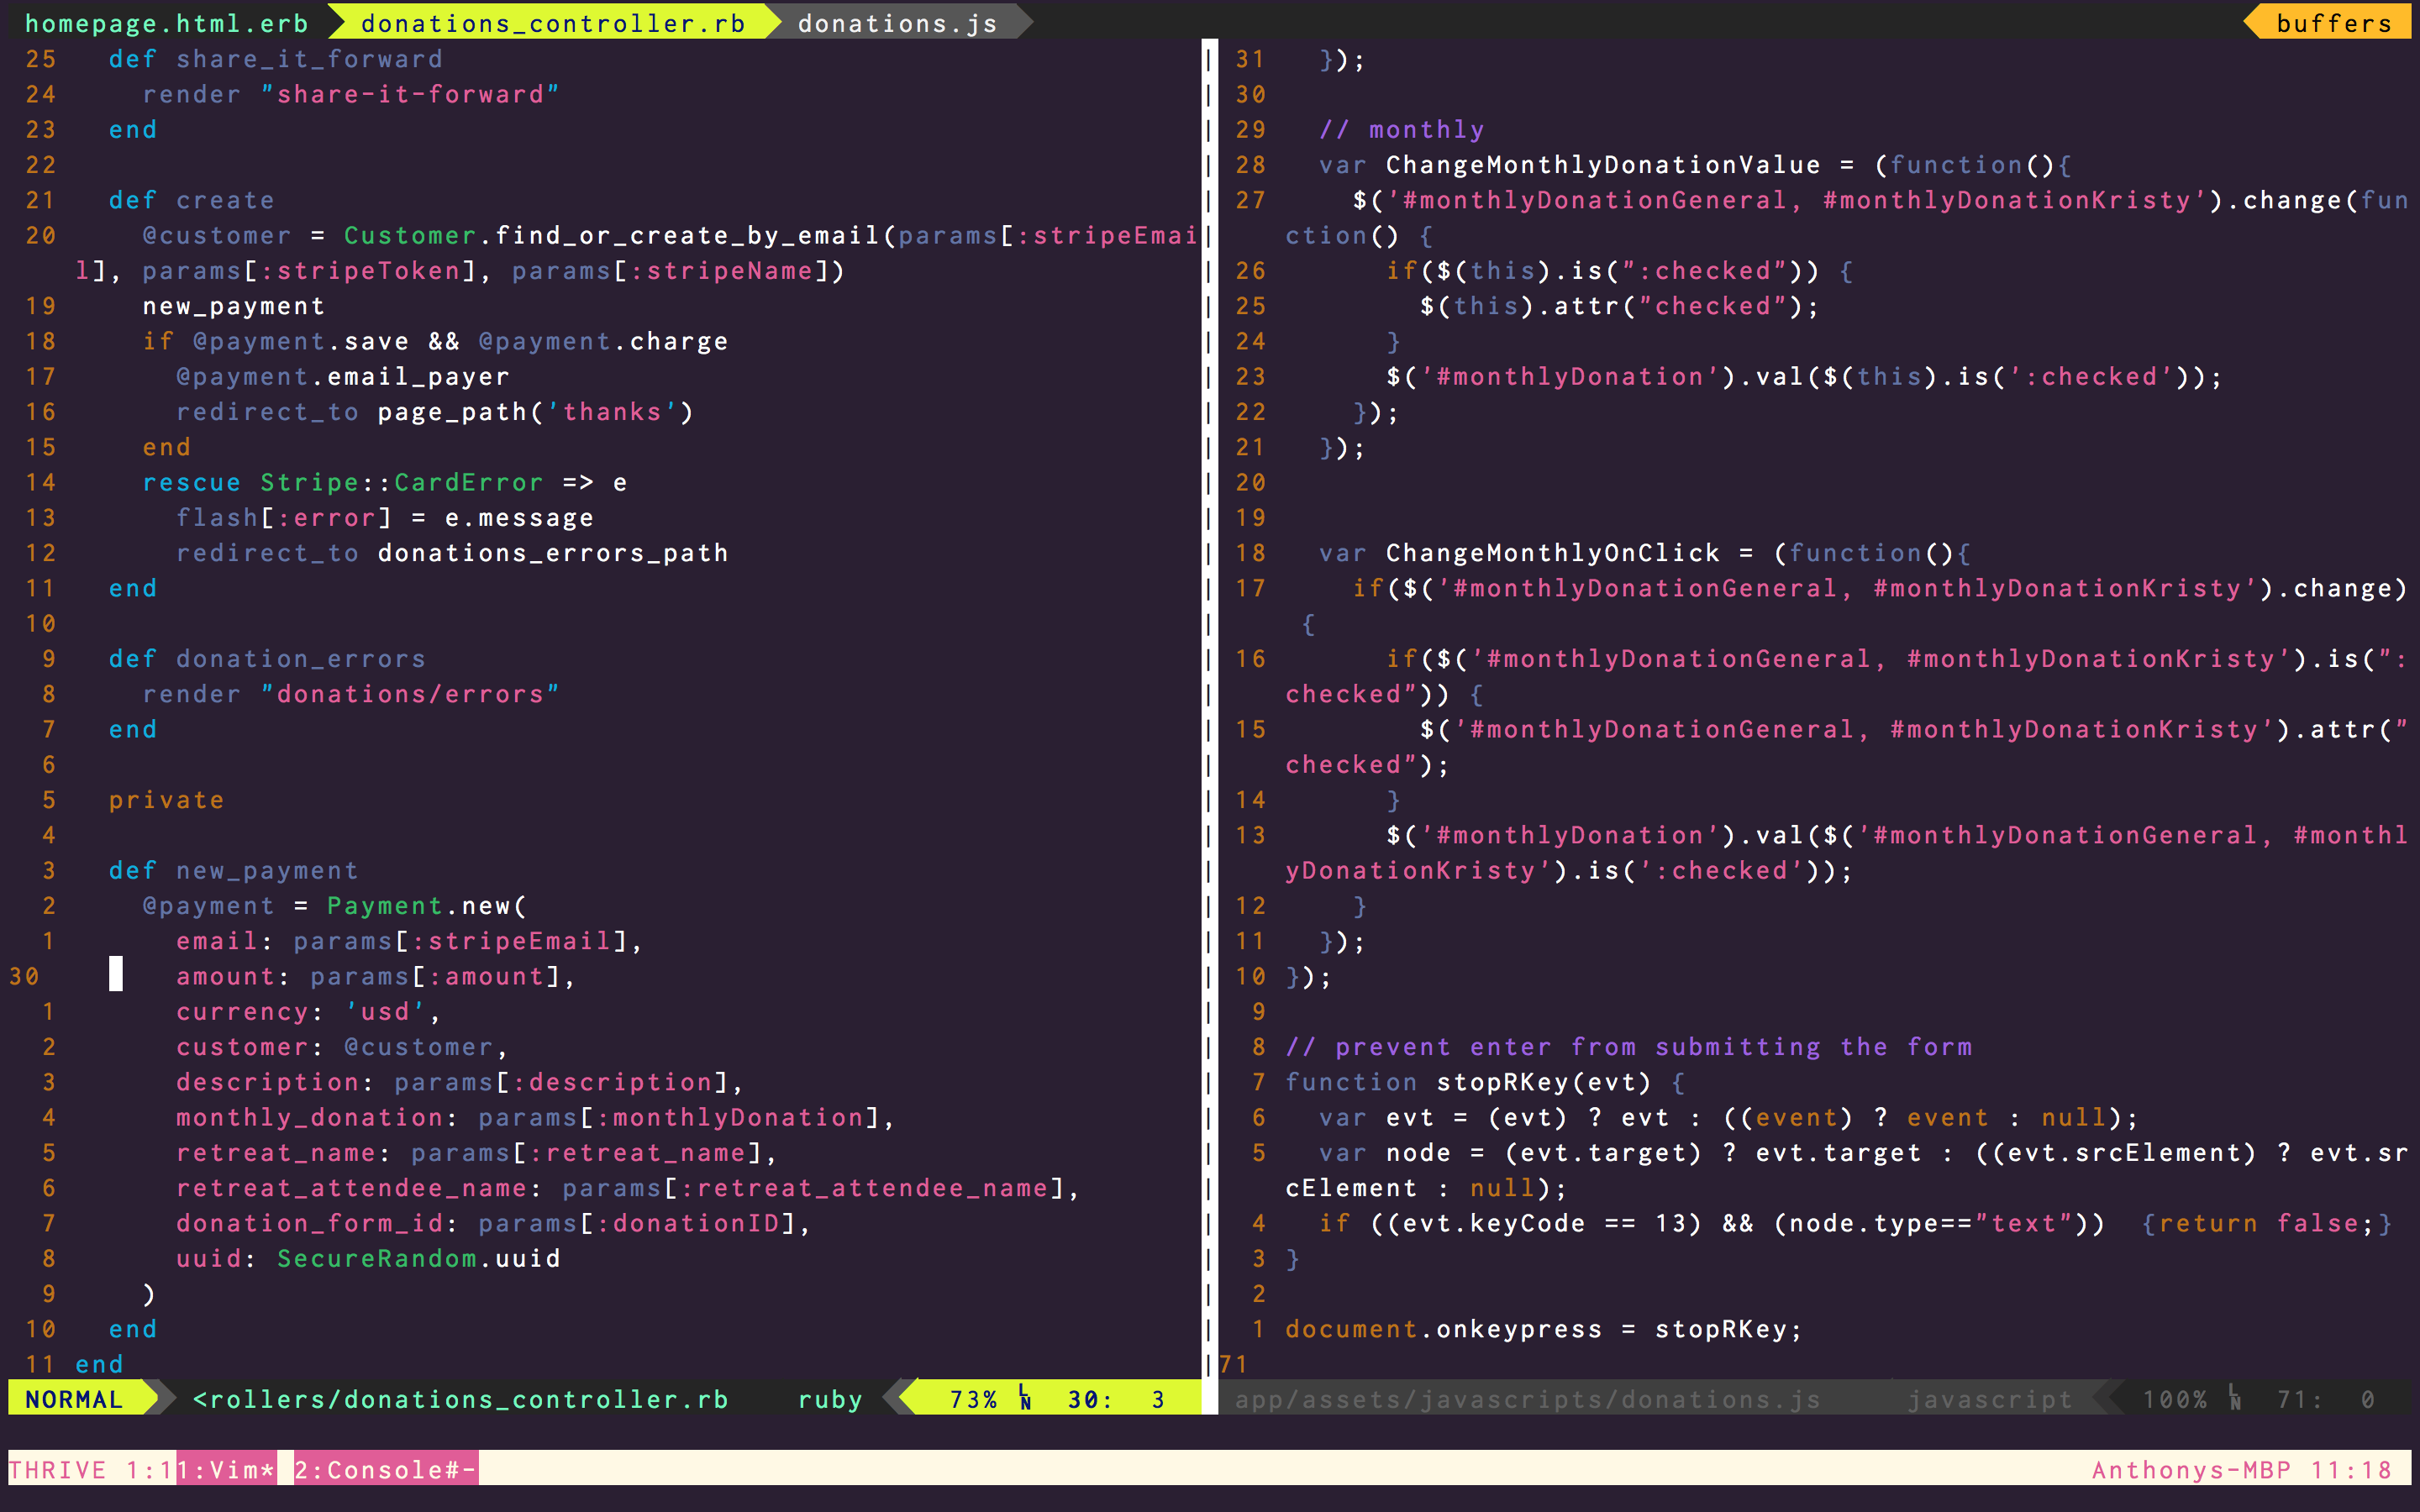 homepage.html.erb donations_controller.rb donations.js buffers
25 def share_it_forward
24 render "share-it-forward"
23 end
22
21 def create
20 @customer = Customer.find_or_create_by_email(params[:stripeEmai
l], params[:stripeToken], params[:stripeName])
19 new_payment
18 if @payment.save && @payment.charge
17 @payment.email_payer
16 redirect_to page_path('thanks')
15 end
14 rescue Stripe::CardError => e
13 flash[:error] = e.message
12 redirect_to donations_errors_path
11 end
10
9 def donation_errors
8 render "donations/errors"
7 end
6
5 private
4
3 def new_payment
2 @payment = Payment.new(
1 email: params[:stripeEmail],
30 amount: params[:amount],
1 currency: 'usd',
2 customer: @customer,
3 description: params[:description],
4 monthly_donation: params[:monthlyDonation],
5 retreat_name: params[:retreat_name],
6 retreat_attendee_name: params[:retreat_attendee_name],
7 donation_form_id: params[:donationID],
8 uuid: SecureRandom.uuid
9 )
10 end
11 end
31 });
30
29 // monthly
28 var ChangeMonthlyDonationValue = (function(){
27 $('#monthlyDonationGeneral, #monthlyDonationKristy').change(fun
ction() {
26 if($(this).is(":checked")) {
25 $(this).attr("checked");
24 }
23 $('#monthlyDonation').val($(this).is(':checked'));
22 });
21 });
20
19
18 var ChangeMonthlyOnClick = (function(){
17 if($('#monthlyDonationGeneral, #monthlyDonationKristy').change)
{
16 if($('#monthlyDonationGeneral, #monthlyDonationKristy').is(":
checked")) {
15 $('#monthlyDonationGeneral, #monthlyDonationKristy').attr("
checked");
14 }
13 $('#monthlyDonation').val($('#monthlyDonationGeneral, #monthl
yDonationKristy').is(':checked'));
12 }
11 });
10 });
9
8 // prevent enter from submitting the form
7 function stopRKey(evt) {
6 var evt = (evt) ? evt : ((event) ? event : null);
5 var node = (evt.target) ? evt.target : ((evt.srcElement) ? evt.sr
cElement : null);
4 if ((evt.keyCode == 13) && (node.type=="text")) {return false;}
3 }
2
1 document.onkeypress = stopRKey;
71
NORMAL <rollers/donations_controller.rb ruby 73% LN 30: 3
app/assets/javascripts/donations.js javascript 100% LN 71: 0
THRIVE 1:11:Vim* 2:Console#- Anthonys-MBP 11:18